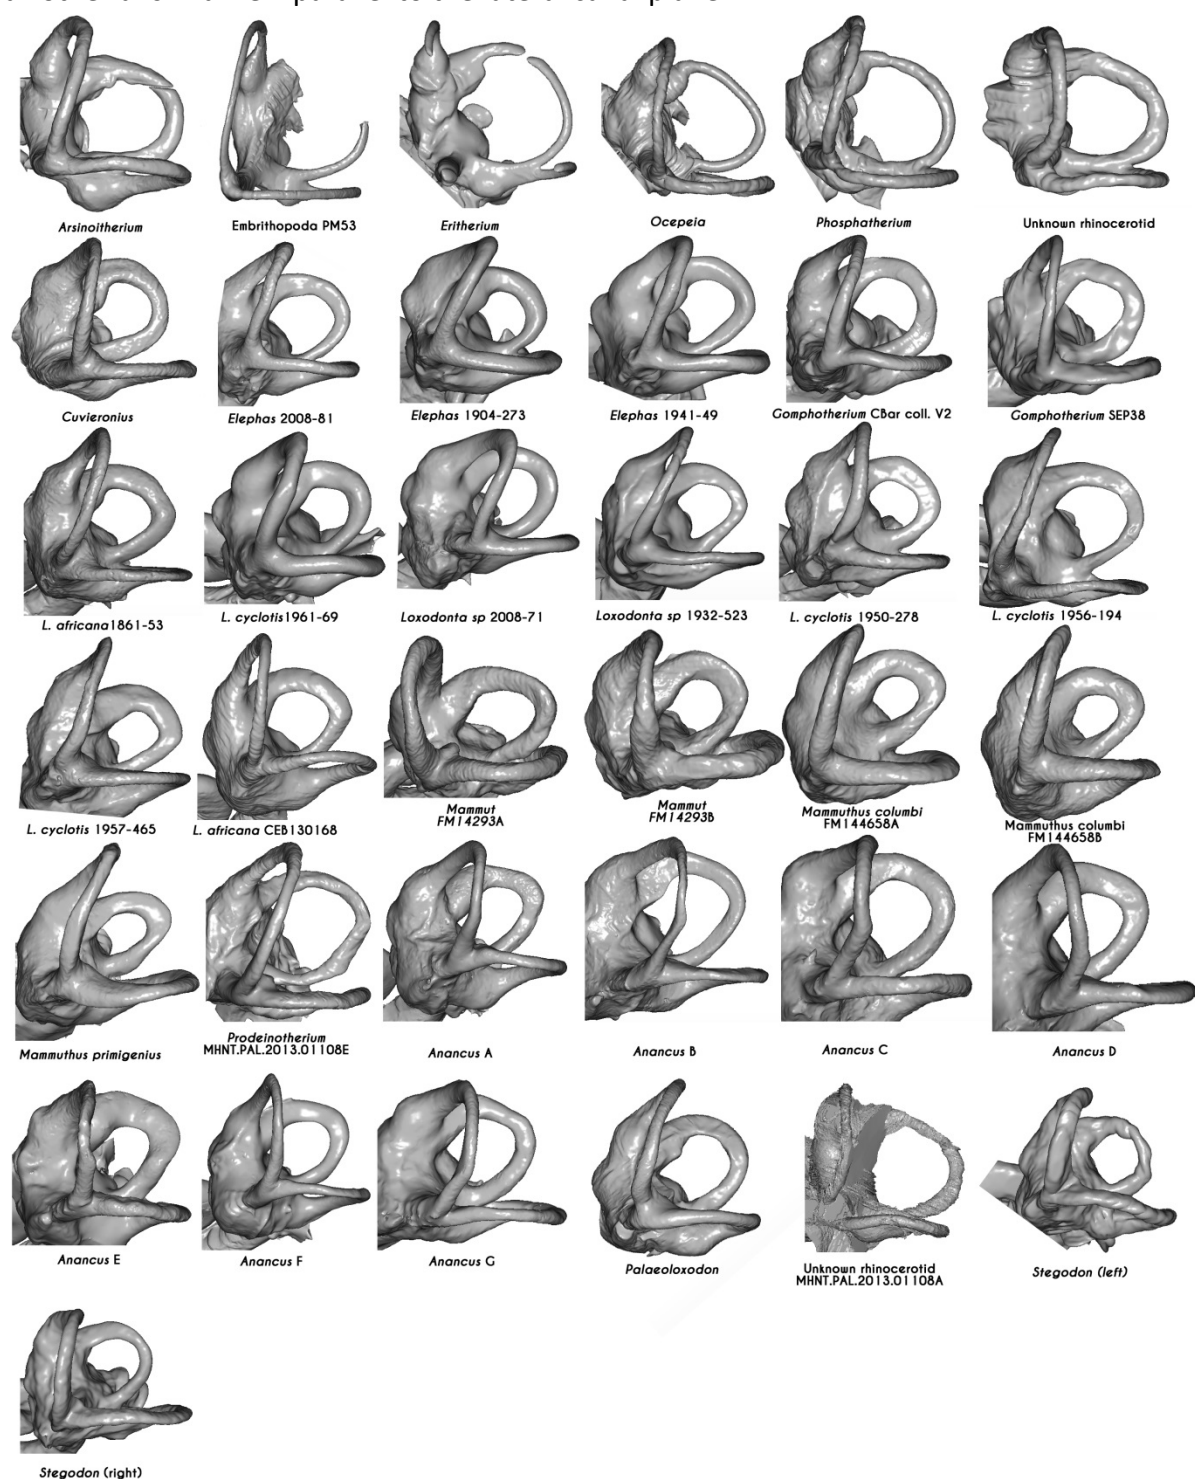 Arsinoitherium
Embrithopoda PM53
Eritherium
Ocepeia
Phosphatherium
Unknown rhinocerotid
Cuvieronius
Elephas 2008-81
Elephas 1904-273
Elephas 1941-49
Gomphotherium CBar coll. V2
Gomphotherium SEP38
L. africana1861-53
L. cyclotis1961-69
Loxodonta sp 2008-71
Loxodonta sp 1932-523
L. cyclotis 1950-278
L. cyclotis 1956-194
L. cyclotis 1957-465
L. africana CEB130168
Mammut
FM14293A
Mammut
FM14293B
Mammuthus columbi
FM144658A
Mammuthus columbi
FM144658B
Mammuthus primigenius
Prodeinotherium
MHNT.PAL.2013.01108E
Anancus A
Anancus B
Anancus C
Anancus D
Anancus E
Anancus F
Anancus G
Palaeoloxodon
Unknown rhinocerotid
MHNT.PAL.2013.01108A
Stegodon (left)
Stegodon (right)